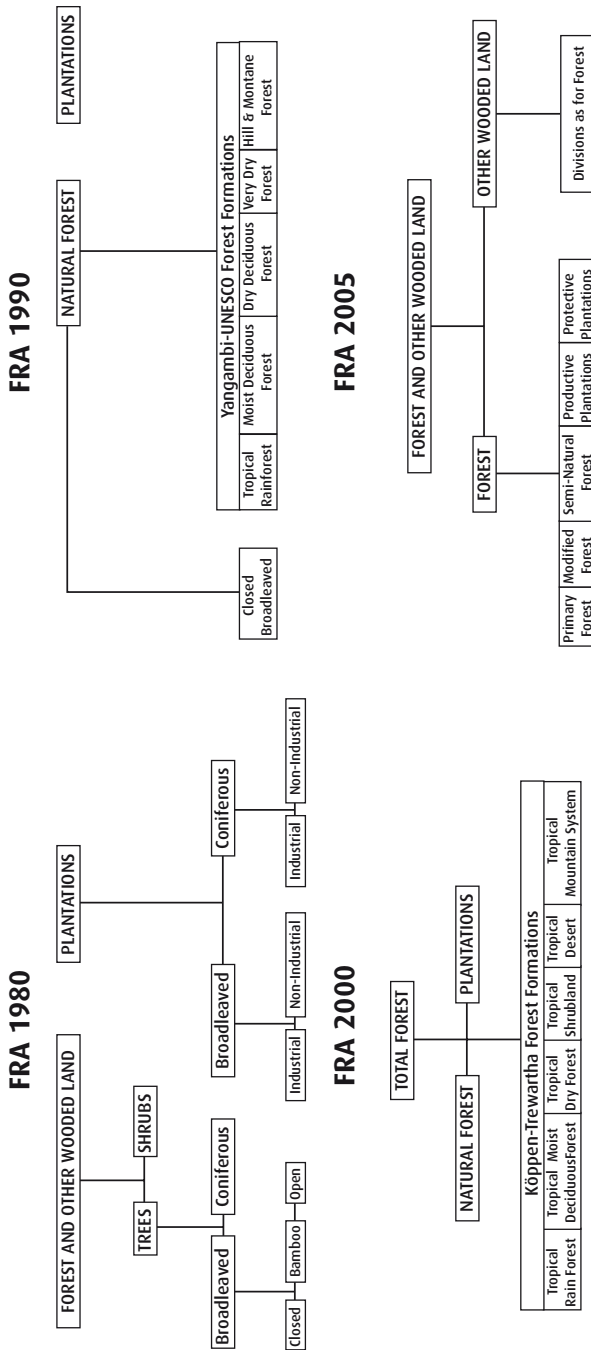 FRA 1980
FOREST AND OTHER WOODED LAND
PLANTATIONS
TREES
SHRUBS
Broadleaved
Coniferous
Broadleaved
Coniferous
Closed
Bamboo
Open
Industrial
Non-Industrial
Industrial
Non-Industrial
FRA 1990
NATURAL FOREST
PLANTATIONS
Closed
Broadleaved
Yangambi-UNESCO Forest Formations
Tropical
Rainforest
Moist Deciduous
Forest
Dry Deciduous
Forest
Very Dry
Forest
Hill & Montane
Forest
FRA 2000
TOTAL FOREST
NATURAL FOREST
PLANTATIONS
Köppen-Trewartha Forest Formations
Tropical
Rain Forest
Tropical Moist
DeciduousForest
Tropical
Dry Forest
Tropical
Shrubland
Tropical
Desert
Tropical
Mountain System
FRA 2005
FOREST AND OTHER WOODED LAND
FOREST
OTHER WOODED LAND
Primary
Forest
Modified
Forest
Semi-Natural
Forest
Productive
Plantations
Protective
Plantations
Divisions as for Forest